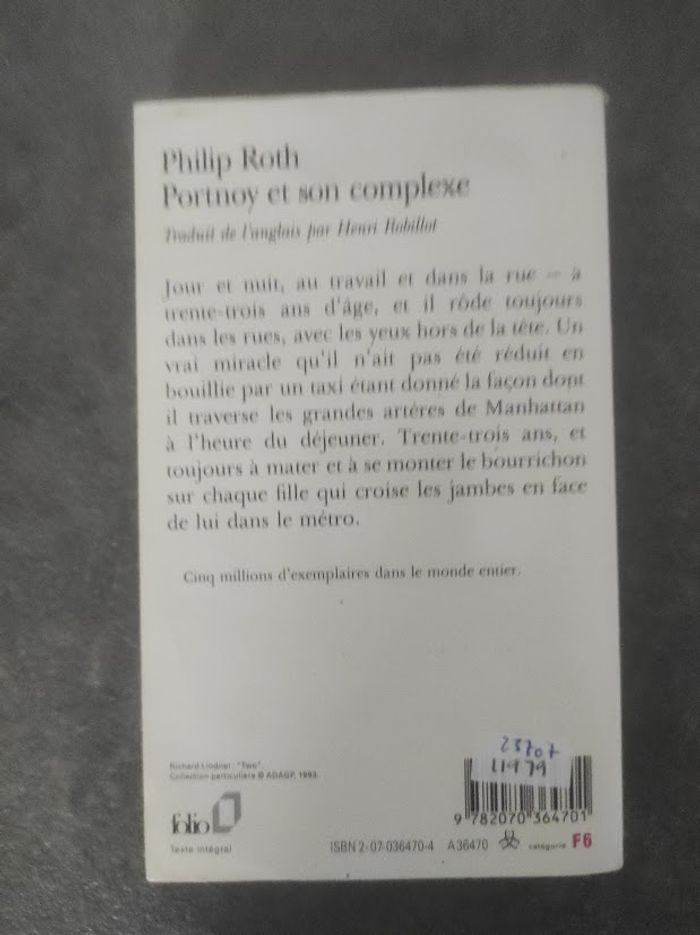 Philip Roth
Portnoy et son complexe
Traduit de l'anglais par Henri Robillot
Jour et nuit, au travail et dans la rue – à
trente-trois ans d'âge, et il rôde toujours
dans les rues, avec les yeux hors de la tête. Un
vrai miracle qu'il n'ait pas été réduit en
bouillie par un taxi étant donné la façon dont
il traverse les grandes artères de Manhattan
à l'heure du déjeuner. Trente-trois ans, et
toujours à mater et à se monter le bourrichon
sur chaque fille qui croise les jambes en face
de lui dans le métro.
Cinq millions d'exemplaires dans le monde entier.
Richard Lindner : "Two".
Collection particulière © ADAGP, 1993.
folio
Texte intégral
23707
11979
9 782070 364701
ISBN 2-07-036470-4 A 36470 catégorie F6